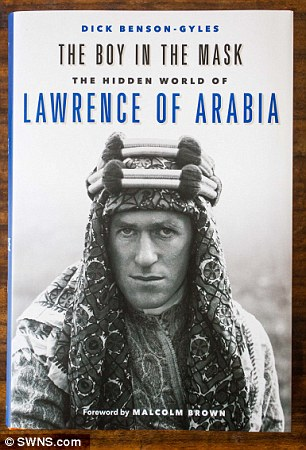 DICK BENSON-GYLES
THE BOY IN THE MASK
THE HIDDEN WORLD OF
LAWRENCE OF ARABIA
Foreword by MALCOLM BROWN
© SWNS.com